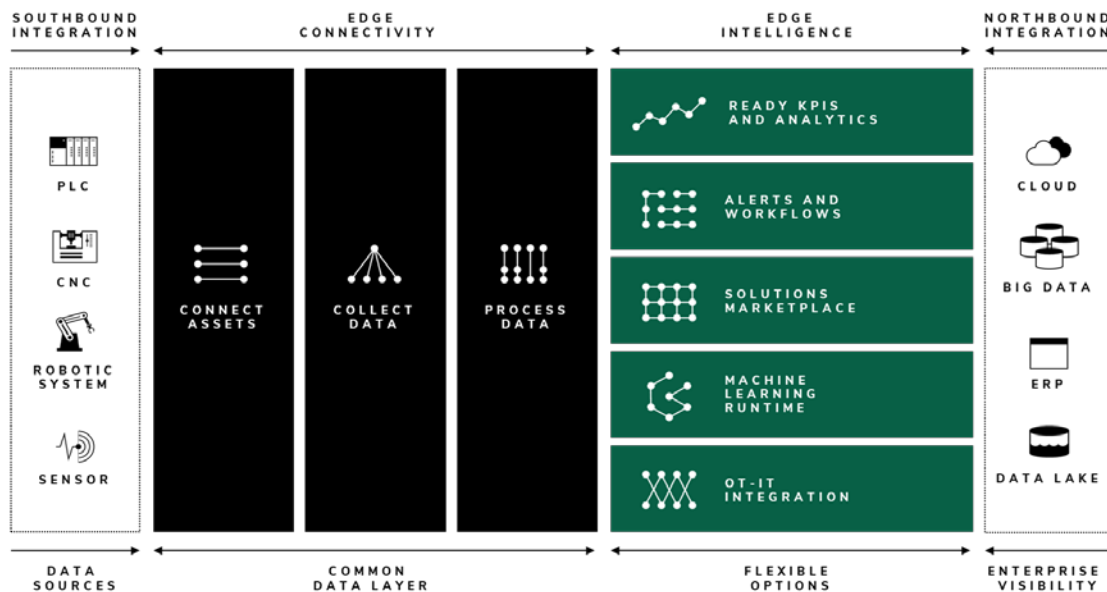 SOUTHBOUND
INTEGRATION
EDGE
CONNECTIVITY
EDGE
INTELLIGENCE
NORTHBOUND
INTEGRATION
PLC
CNC
ROBOTIC
SYSTEM
SENSOR
CONNECT
ASSETS
COLLECT
DATA
PROCESS
DATA
READY KPIS
AND ANALYTICS
ALERTS AND
WORKFLOWS
SOLUTIONS
MARKETPLACE
MACHINE
LEARNING
RUNTIME
OT-IT
INTEGRATION
CLOUD
BIG DATA
ERP
DATA LAKE
DATA
SOURCES
COMMON
DATA LAYER
FLEXIBLE
OPTIONS
ENTERPRISE
VISIBILITY